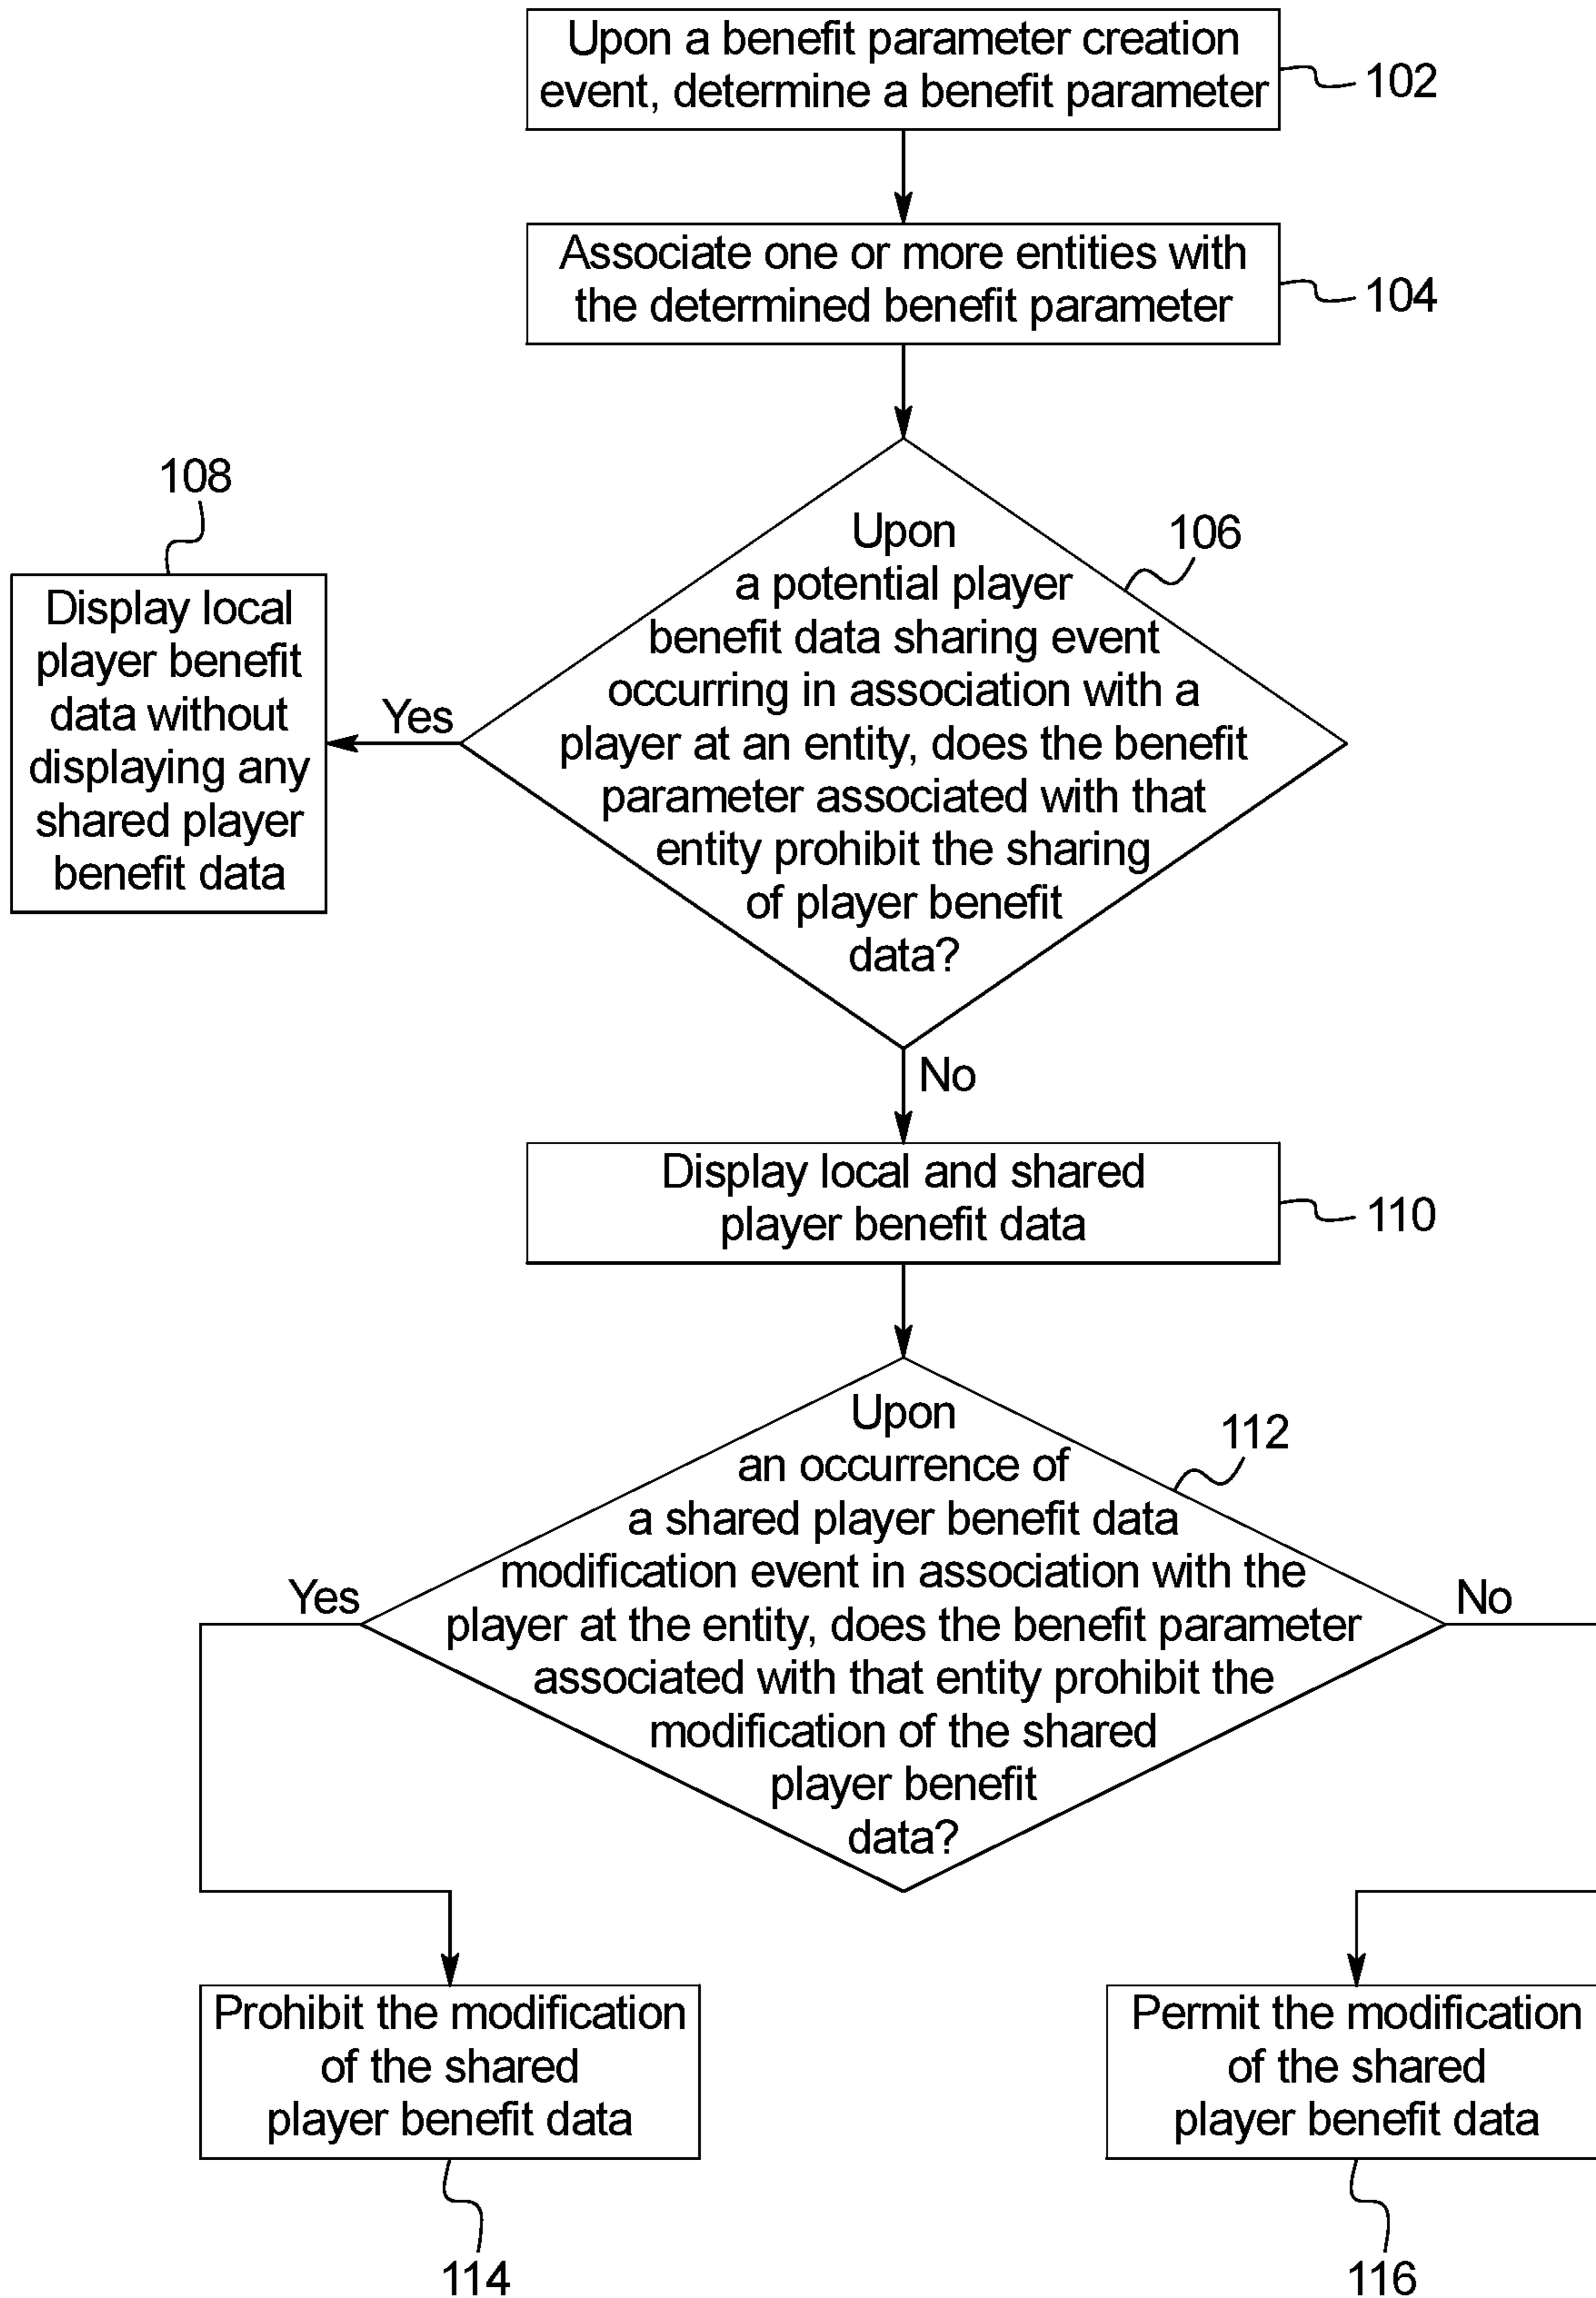 Upon a benefit parameter creation
event, determine a benefit parameter
102
Associate one or more entities with
the determined benefit parameter
104
108
Display local
player benefit
data without
displaying any
shared player
benefit data
Yes
106
Upon
a potential player
benefit data sharing event
occurring in association with a
player at an entity, does the benefit
parameter associated with that
entity prohibit the sharing
of player benefit
data?
No
Display local and shared
player benefit data
110
112
Upon
an occurrence of
a shared player benefit data
modification event in association with the
player at the entity, does the benefit parameter
associated with that entity prohibit the
modification of the shared
player benefit
data?
Yes
No
Prohibit the modification
of the shared
player benefit data
114
Permit the modification
of the shared
player benefit data
116